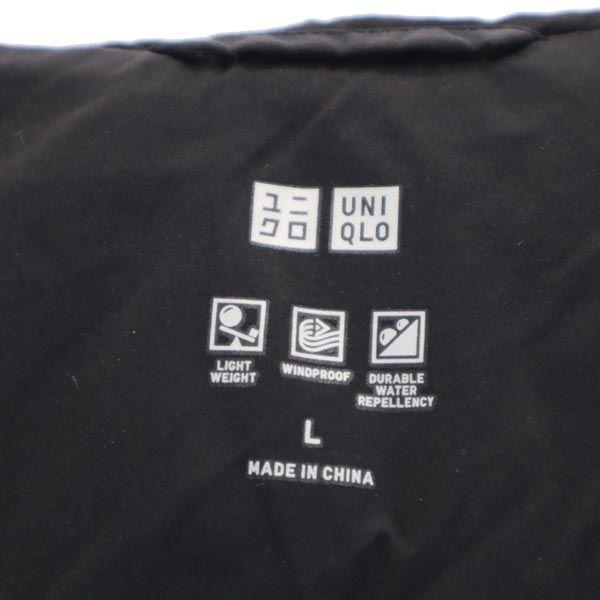 ユニ
クロ
UNI
QLO
LIGHT
WEIGHT
WINDPROOF
DURABLE
WATER
REPELLENCY
L
MADE IN CHINA